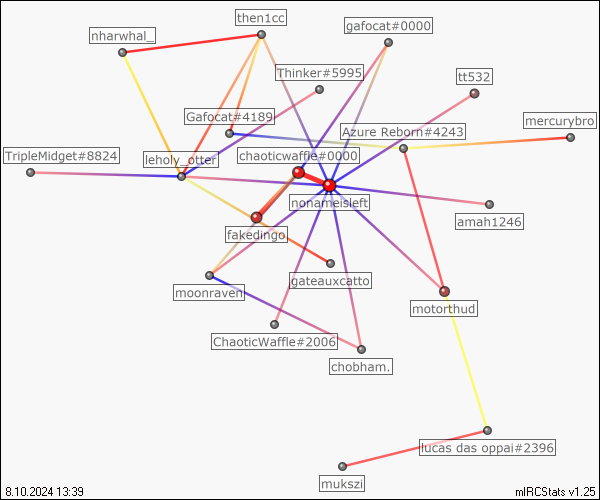 then1cc
gafocat#0000
nharwhal_
Thinker#5995
tt532
Gafocat#4189
mercurybro
Azure Reborn#4243
TripleMidget#8824
leholy_otter
chaoticwaffle#0000
nonameisleft
amah1246
fakedingo
gateauxcatto
moonraven
motorthud
ChaoticWaffle#2006
chobham.
lucas das oppai#2396
mukszi
8.10.2024 13:39
mIRCStats v1.25